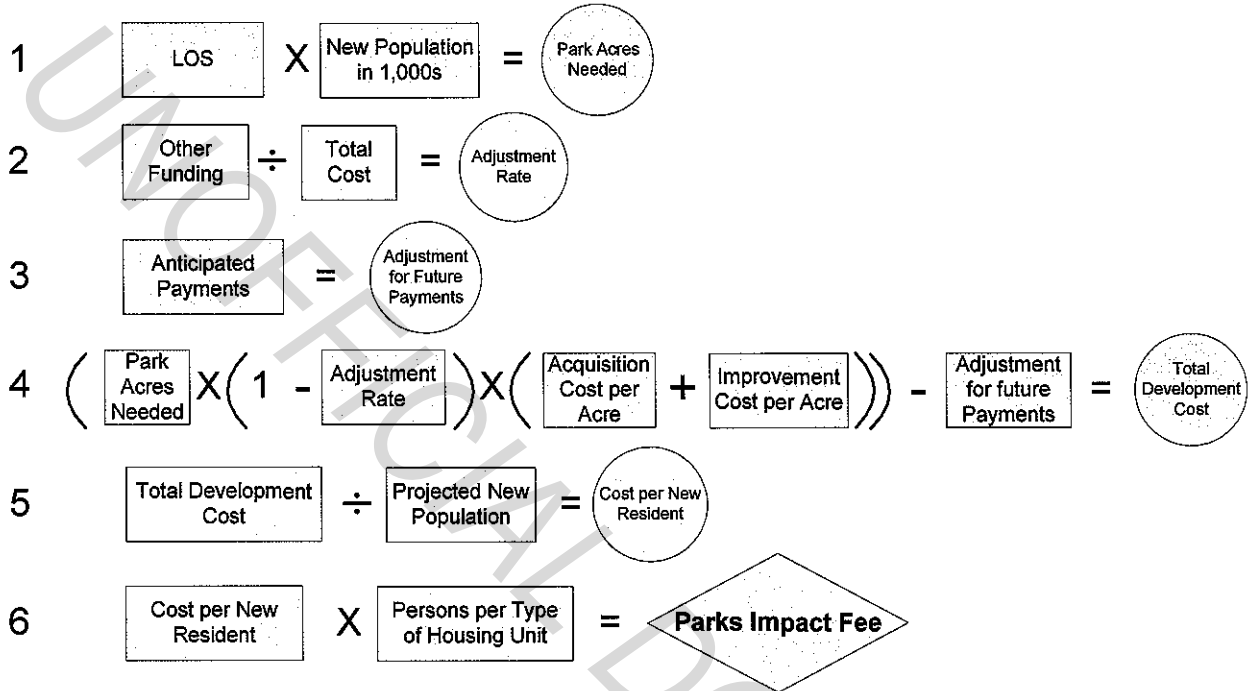 1 LOS X New Population in 1,000s = Park Acres Needed
2 Other Funding ÷ Total Cost = Adjustment Rate
3 Anticipated Payments = Adjustment for Future Payments
4 ( Park Acres Needed X ( 1 - Adjustment Rate ) X ( Acquisition Cost per Acre + Improvement Cost per Acre ) ) - Adjustment for future Payments = Total Development Cost
5 Total Development Cost ÷ Projected New Population = Cost per New Resident
6 Cost per New Resident X Persons per Type of Housing Unit = Parks Impact Fee
UNOFFICIAL